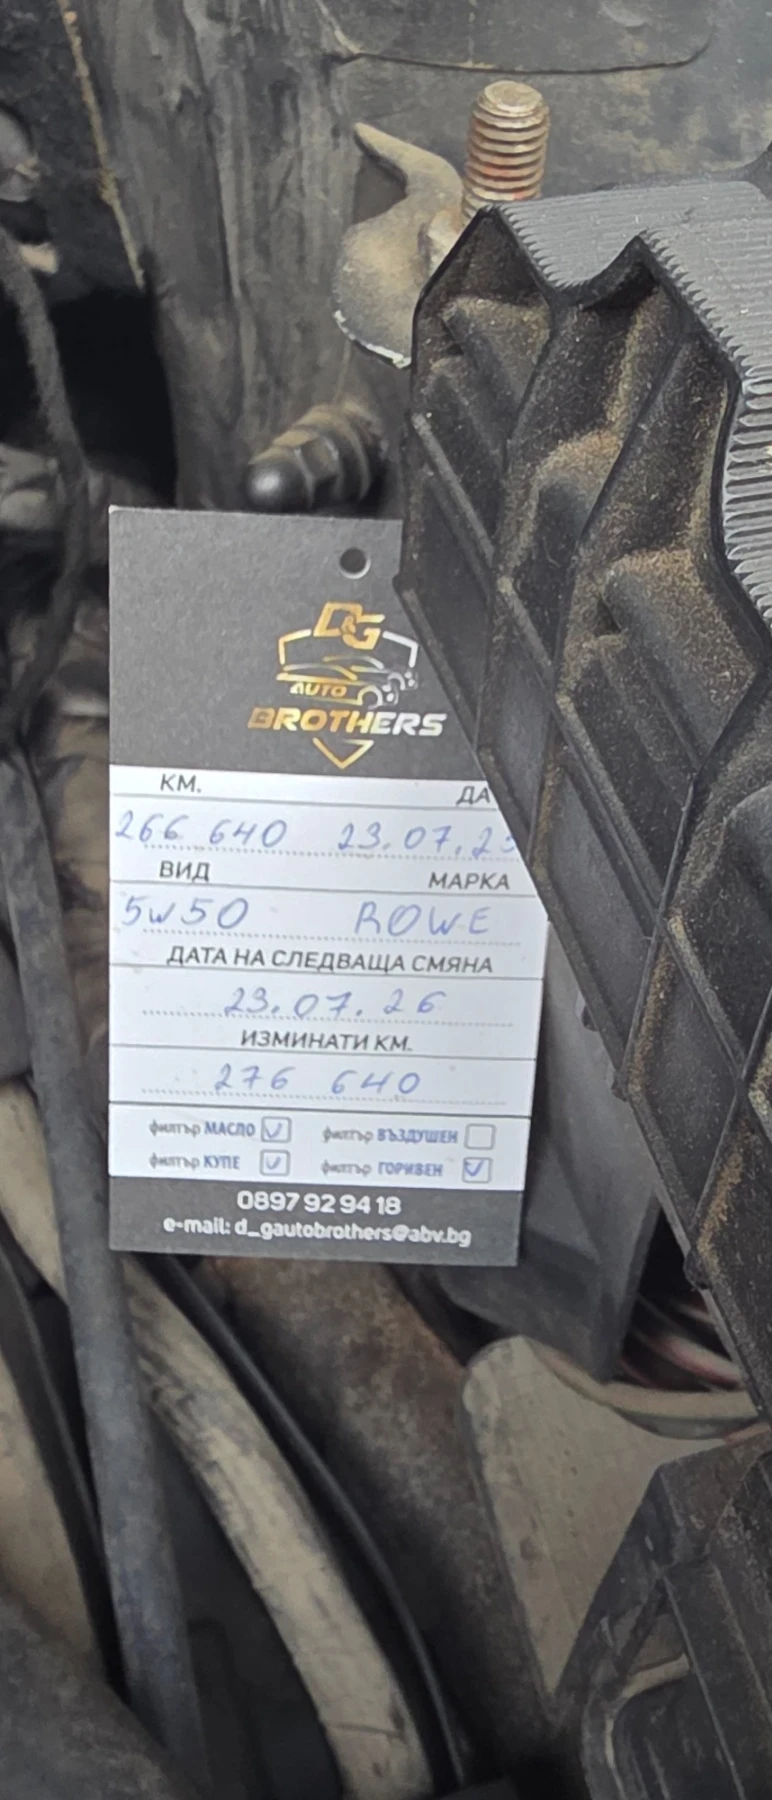 D&G
AUTO
BROTHERS
КМ. ДА
266 640 23.07.25
ВИД МАРКА
5W50 ROWE
ДАТА НА СЛЕДВАЩА СМЯНА
23.07.26
ИЗМИНАТИ КМ.
276 640
филтър МАСЛО филтър ВЪЗДУШЕН
филтър КУПЕ филтър ГОРИВЕН
0897 92 94 18
e-mail: d_gautobrothers@abv.bg